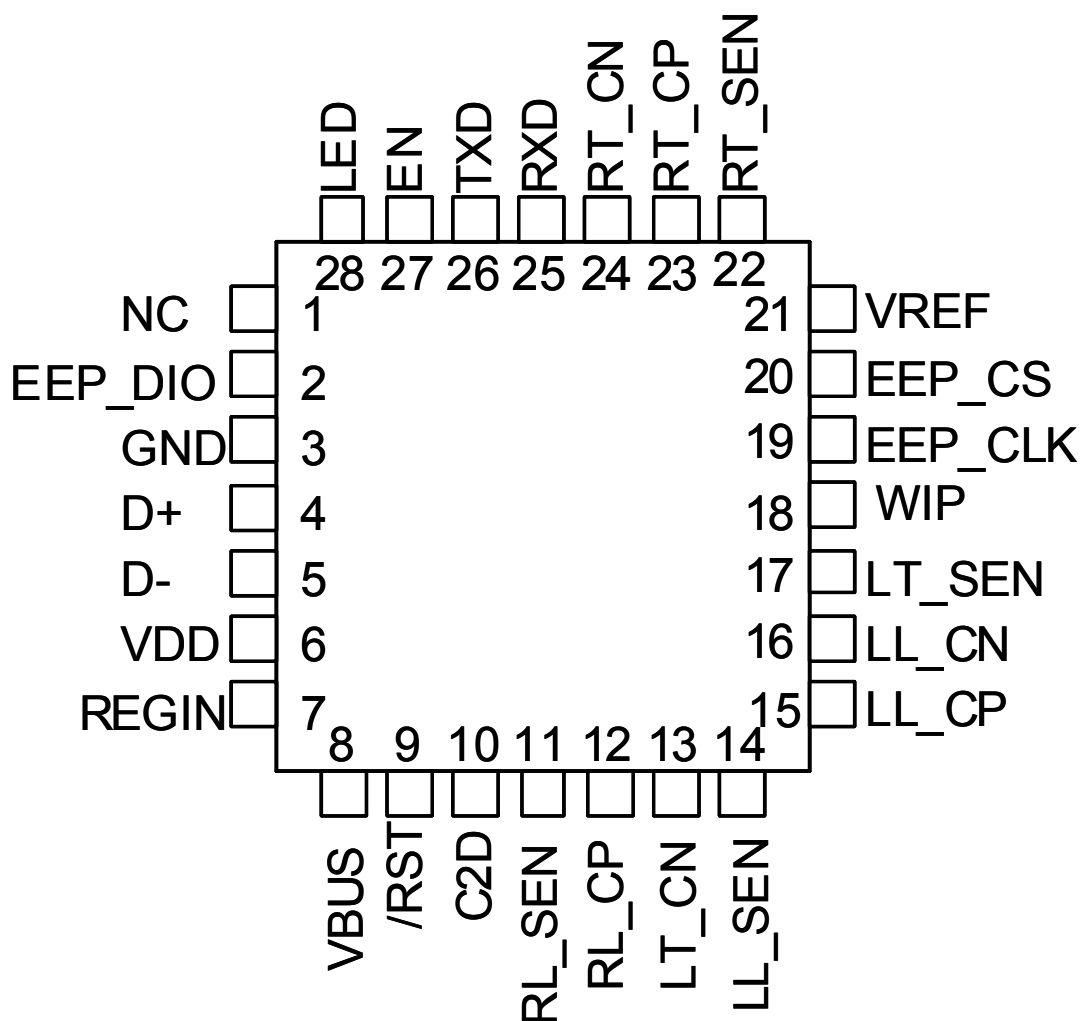 LED
EN
TXD
RXD
RT_CN
RT_CP
RT_SEN
28 27 26 25 24 23 22
NC 1
EEP_DIO 2
GND 3
D+ 4
D- 5
VDD 6
REGIN 7
21 VREF
20 EEP_CS
19 EEP_CLK
18 WIP
17 LT_SEN
16 LL_CN
15 LL_CP
8 9 10 11 12 13 14
VBUS
/RST
C2D
RL_SEN
RL_CP
LT_CN
LL_SEN